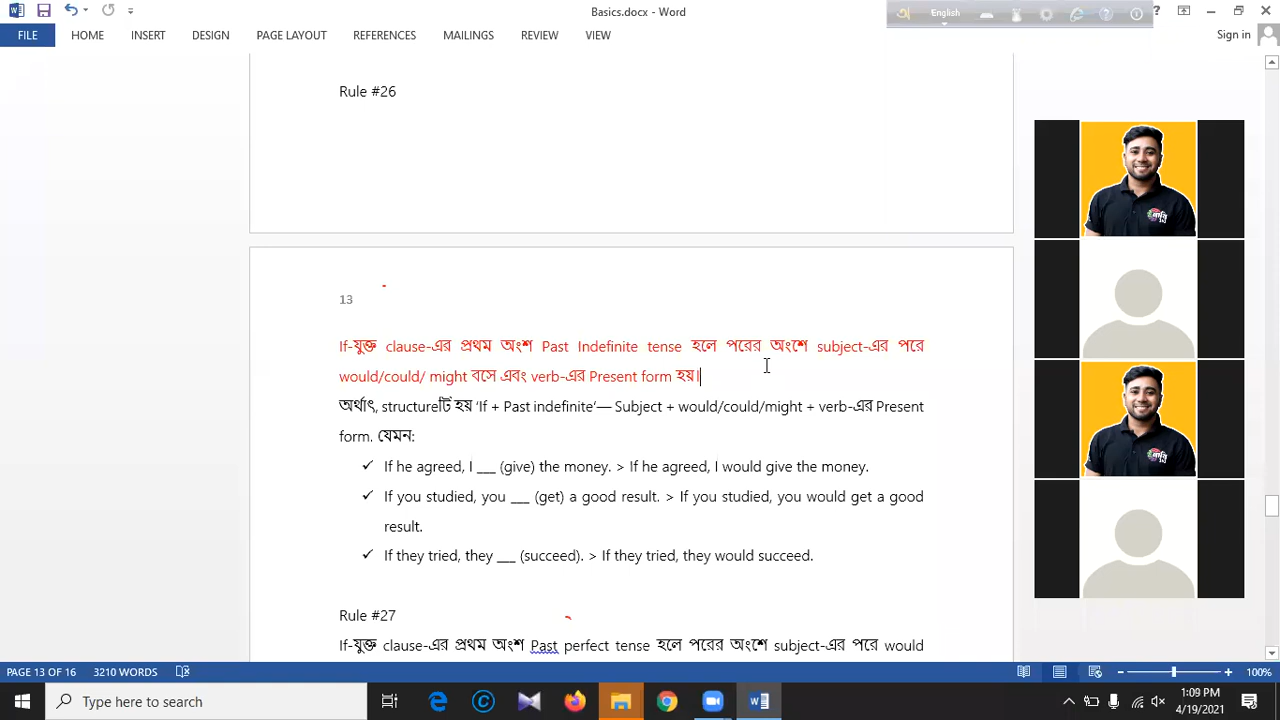 Basics.docx - Word
English
FILE HOME INSERT DESIGN PAGE LAYOUT REFERENCES MAILINGS REVIEW VIEW Sign in
Rule #26
13
If-যুক্ত clause-এর প্রথম অংশ Past Indefinite tense হলে পরের অংশে subject-এর পরে
would/could/ might বসে এবং verb-এর Present form হয়।
অর্থাৎ, structureটি হয় ‘If + Past indefinite’— Subject + would/could/might + verb-এর Present
form. যেমন:
✓ If he agreed, I ___ (give) the money. > If he agreed, I would give the money.
✓ If you studied, you ___ (get) a good result. > If you studied, you would get a good
result.
✓ If they tried, they ___ (succeed). > If they tried, they would succeed.
Rule #27
If-যুক্ত clause-এর প্রথম অংশ Past perfect tense হলে পরের অংশে subject-এর পরে would
PAGE 13 OF 16 3210 WORDS 100%
Type here to search
1:09 PM
4/19/2021